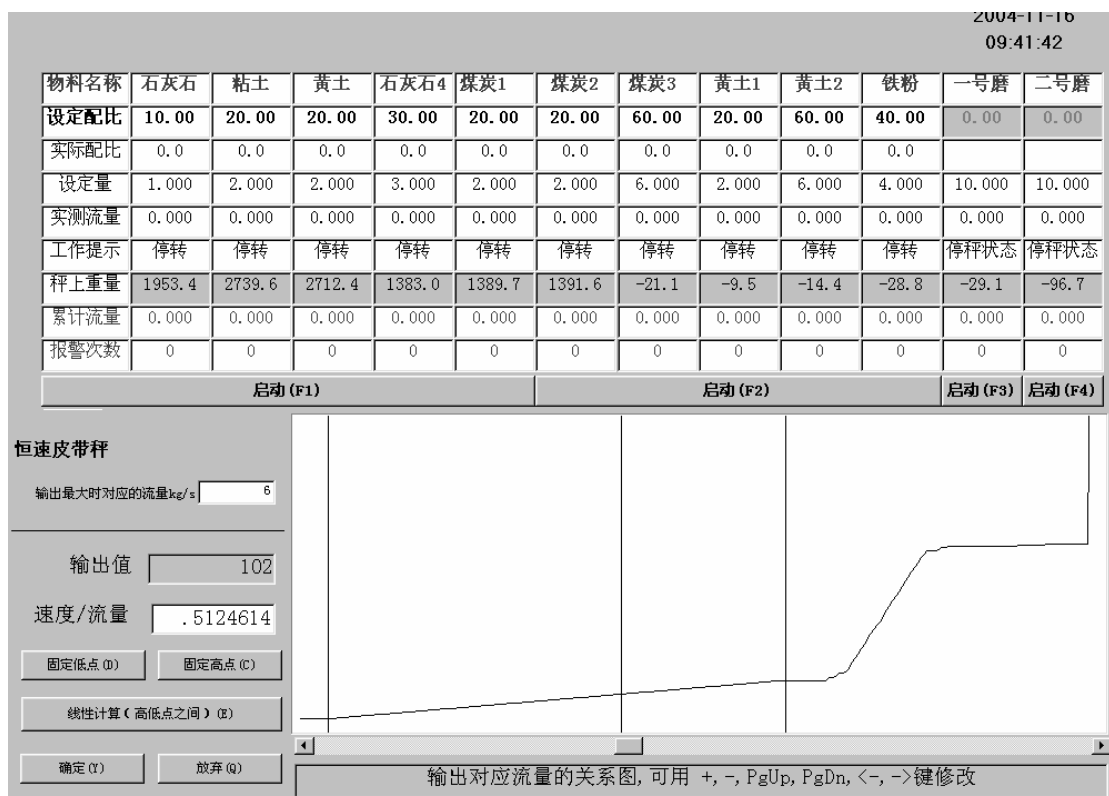 2004-11-16
09:41:42
物料名称 石灰石 粘土 黄土 石灰石4 煤炭1 煤炭2 煤炭3 黄土1 黄土2 铁粉 一号磨 二号磨
设定配比 10.00 20.00 20.00 30.00 20.00 20.00 60.00 20.00 60.00 40.00 0.00 0.00
实际配比 0.0 0.0 0.0 0.0 0.0 0.0 0.0 0.0 0.0 0.0
设定量 1.000 2.000 2.000 3.000 2.000 2.000 6.000 2.000 6.000 4.000 10.000 10.000
实测流量 0.000 0.000 0.000 0.000 0.000 0.000 0.000 0.000 0.000 0.000 0.000 0.000
工作提示 停转 停转 停转 停转 停转 停转 停转 停转 停转 停转 停秤状态 停秤状态
秤上重量 1953.4 2739.6 2712.4 1383.0 1389.7 1391.6 -21.1 -9.5 -14.4 -28.8 -29.1 -96.7
累计流量 0.000 0.000 0.000 0.000 0.000 0.000 0.000 0.000 0.000 0.000 0.000 0.000
报警次数 0 0 0 0 0 0 0 0 0 0 0 0
启动(F1) 启动(F2) 启动(F3) 启动(F4)
恒速皮带秤
输出最大时对应的流量kg/s 6
输出值 102
速度/流量 .5124614
固定低点(D) 固定高点(C)
线性计算(高低点之间)(E)
确定(Y) 放弃(Q)
输出对应流量的关系图,可用 +,-,PgUp,PgDn,<-,->键修改